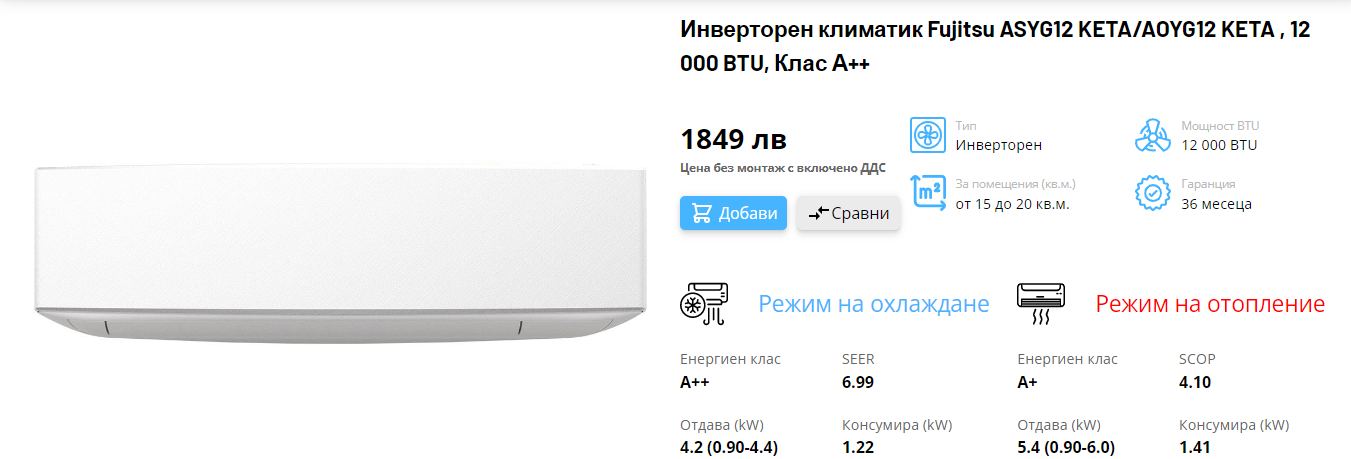 Инверторен климатик Fujitsu ASYG12 KETA/AOYG12 KETA , 12
000 BTU, Клас A++
1849 лв
Цена без монтаж с включено ДДС
Добави
Сравни
Тип
Инверторен
Мощност BTU
12 000 BTU
m²
За помещения (кв.м.)
от 15 до 20 кв.м.
Гаранция
36 месеца
Режим на охлаждане
Режим на отопление
Енергиен клас
SEER
Енергиен клас
SCOP
A++
6.99
A+
4.10
Отдава (kW)
Консумира (kW)
Отдава (kW)
Консумира (kW)
4.2 (0.90-4.4)
1.22
5.4 (0.90-6.0)
1.41